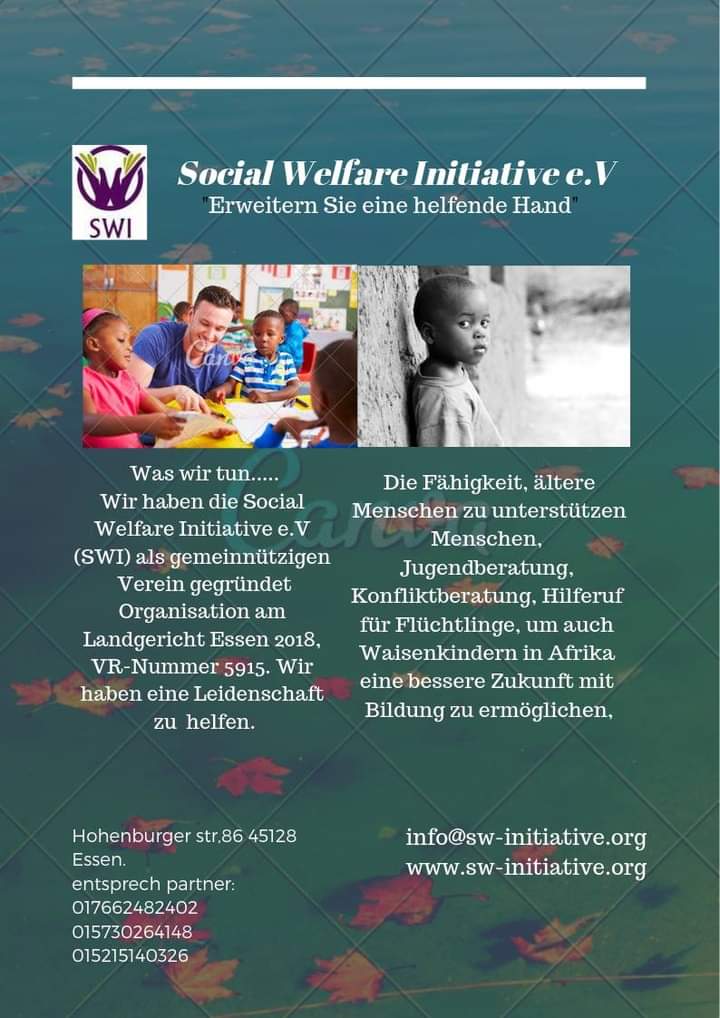 SWI
Social Welfare Initiative e.V
"Erweitern Sie eine helfende Hand"
Canva
Was wir tun.....
Wir haben die Social
Welfare Initiative e.V
(SWI) als gemeinnützigen
Verein gegründet
Organisation am
Landgericht Essen 2018,
VR-Nummer 5915. Wir
haben eine Leidenschaft
zu helfen.
Die Fähigkeit, ältere
Menschen zu unterstützen
Menschen,
Jugendberatung,
Konfliktberatung, Hilferuf
für Flüchtlinge, um auch
Waisenkindern in Afrika
eine bessere Zukunft mit
Bildung zu ermöglichen,
Canva
Hohenburger str,86 45128
Essen.
entsprech partner:
017662482402
015730264148
015215140326
info@sw-initiative.org
www.sw-initiative.org